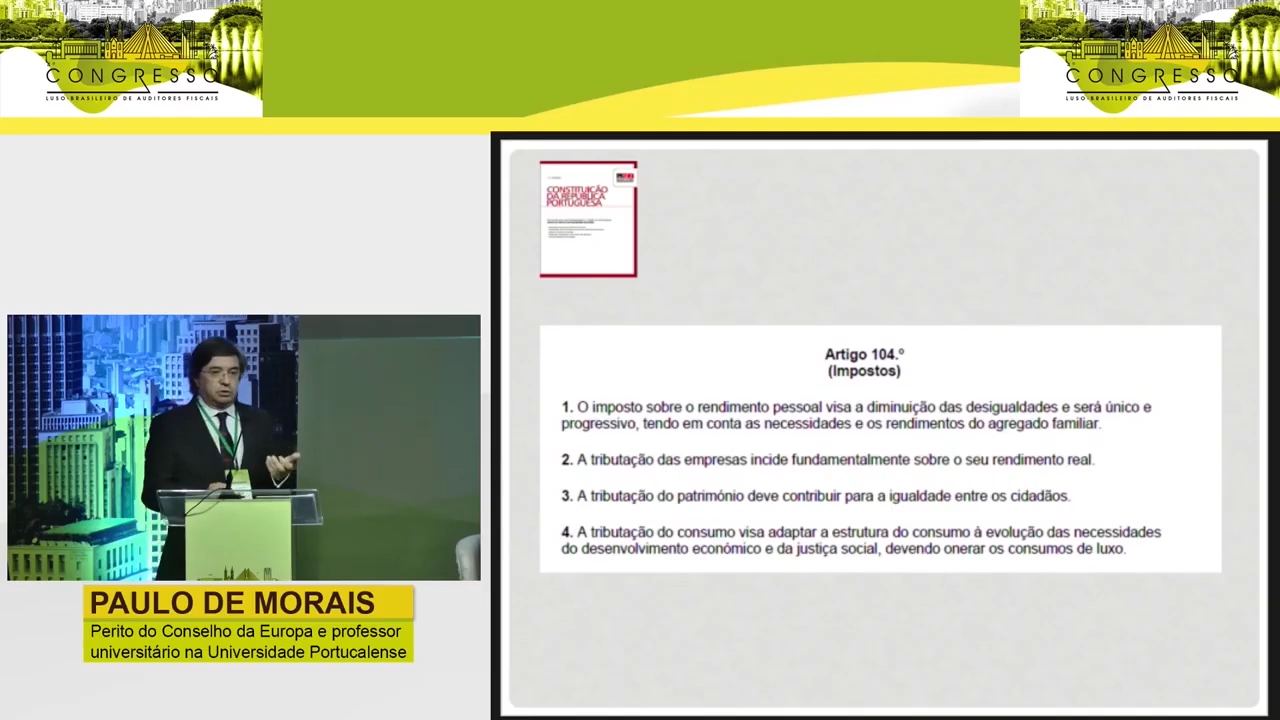 CONGRESSO
LUSO-BRASILEIRO DE AUDITORES FISCAIS
CONGRESSO
LUSO-BRASILEIRO DE AUDITORES FISCAIS
CONSTITUIÇÃO
DA REPÚBLICA
PORTUGUESA
Artigo 104.º
(Impostos)
1. O imposto sobre o rendimento pessoal visa a diminuição das desigualdades e será único e
progressivo, tendo em conta as necessidades e os rendimentos do agregado familiar.
2. A tributação das empresas incide fundamentalmente sobre o seu rendimento real.
3. A tributação do património deve contribuir para a igualdade entre os cidadãos.
4. A tributação do consumo visa adaptar a estrutura do consumo à evolução das necessidades
do desenvolvimento económico e da justiça social, devendo onerar os consumos de luxo.
PAULO DE MORAIS
Perito do Conselho da Europa e professor
universitário na Universidade Portucalense